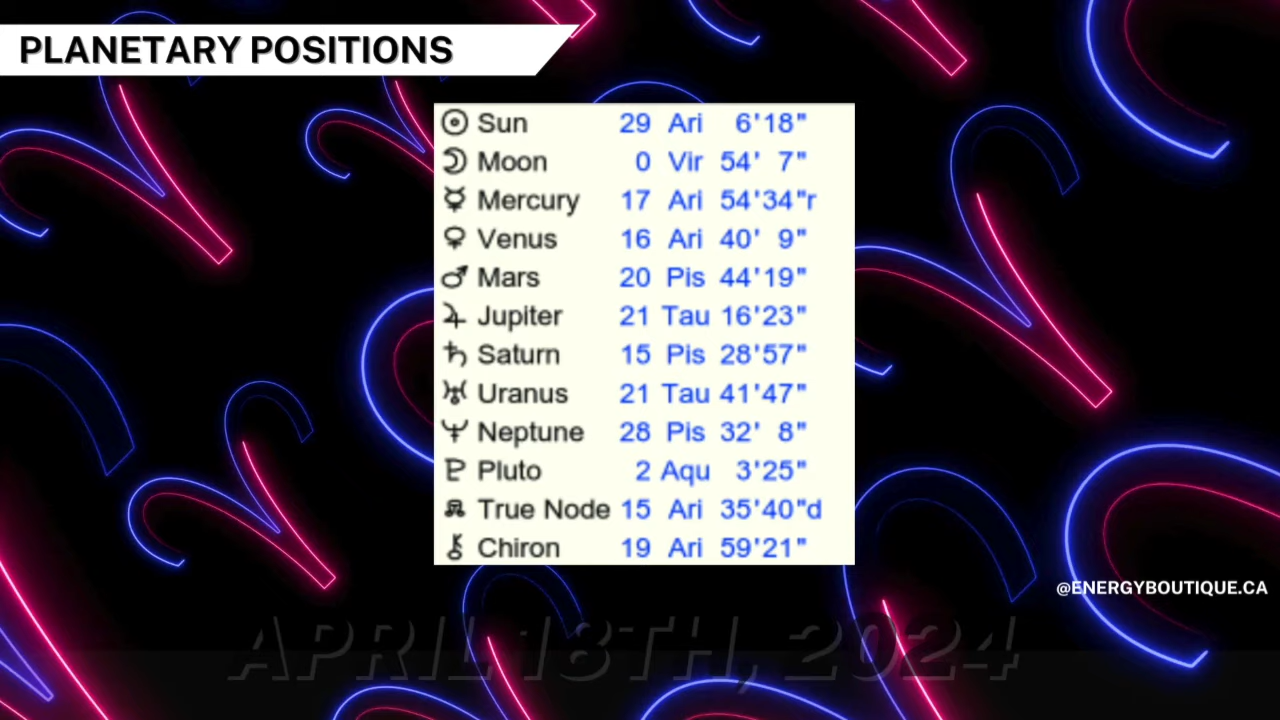 PLANETARY POSITIONS
☉ Sun 29 Ari 6'18"
☽ Moon 0 Vir 54' 7"
☿ Mercury 17 Ari 54'34"r
♀ Venus 16 Ari 40' 9"
♂ Mars 20 Pis 44'19"
♃ Jupiter 21 Tau 16'23"
♄ Saturn 15 Pis 28'57"
♅ Uranus 21 Tau 41'47"
♆ Neptune 28 Pis 32' 8"
♇ Pluto 2 Aqu 3'25"
☊ True Node 15 Ari 35'40"d
⚷ Chiron 19 Ari 59'21"
@ENERGYBOUTIQUE.CA
APRIL 18TH, 2024